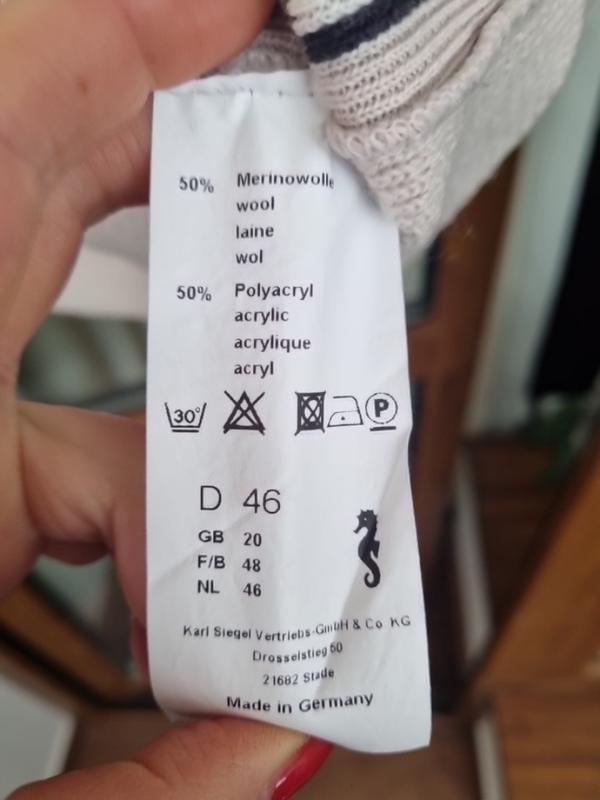 50% Merinowolle
wool
laine
wol
50% Polyacryl
acrylic
acrylique
acryl
30° P
D 46
GB 20
F/B 48
NL 46
Karl Siegel Vertriebs-GmbH & Co KG
Drosselstieg 60
21682 Stade
Made in Germany